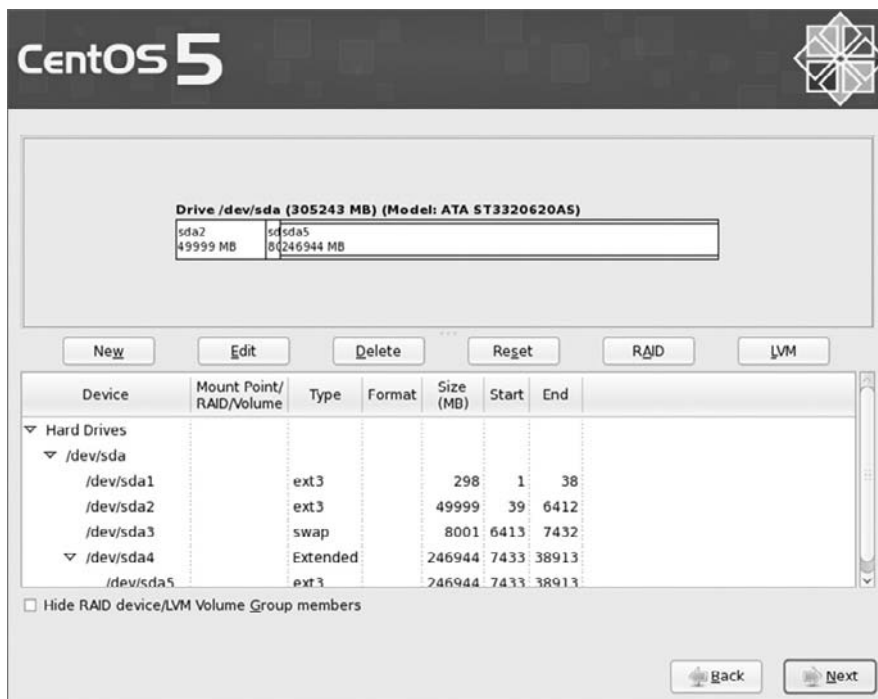 CentOS 5
Drive /dev/sda (305243 MB) (Model: ATA ST3320620AS)
sda2 sd sda5
49999 MB 80 246944 MB
New Edit Delete Reset RAID LVM
Device Mount Point/ RAID/Volume Type Format Size (MB) Start End
Hard Drives
/dev/sda
/dev/sda1 ext3 298 1 38
/dev/sda2 ext3 49999 39 6412
/dev/sda3 swap 8001 6413 7432
/dev/sda4 Extended 246944 7433 38913
/dev/sda5 ext3 246944 7433 38913
Hide RAID device/LVM Volume Group members
Back Next